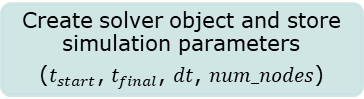 Create solver object and store
simulation parameters
(t_start, t_final, dt, num_nodes)